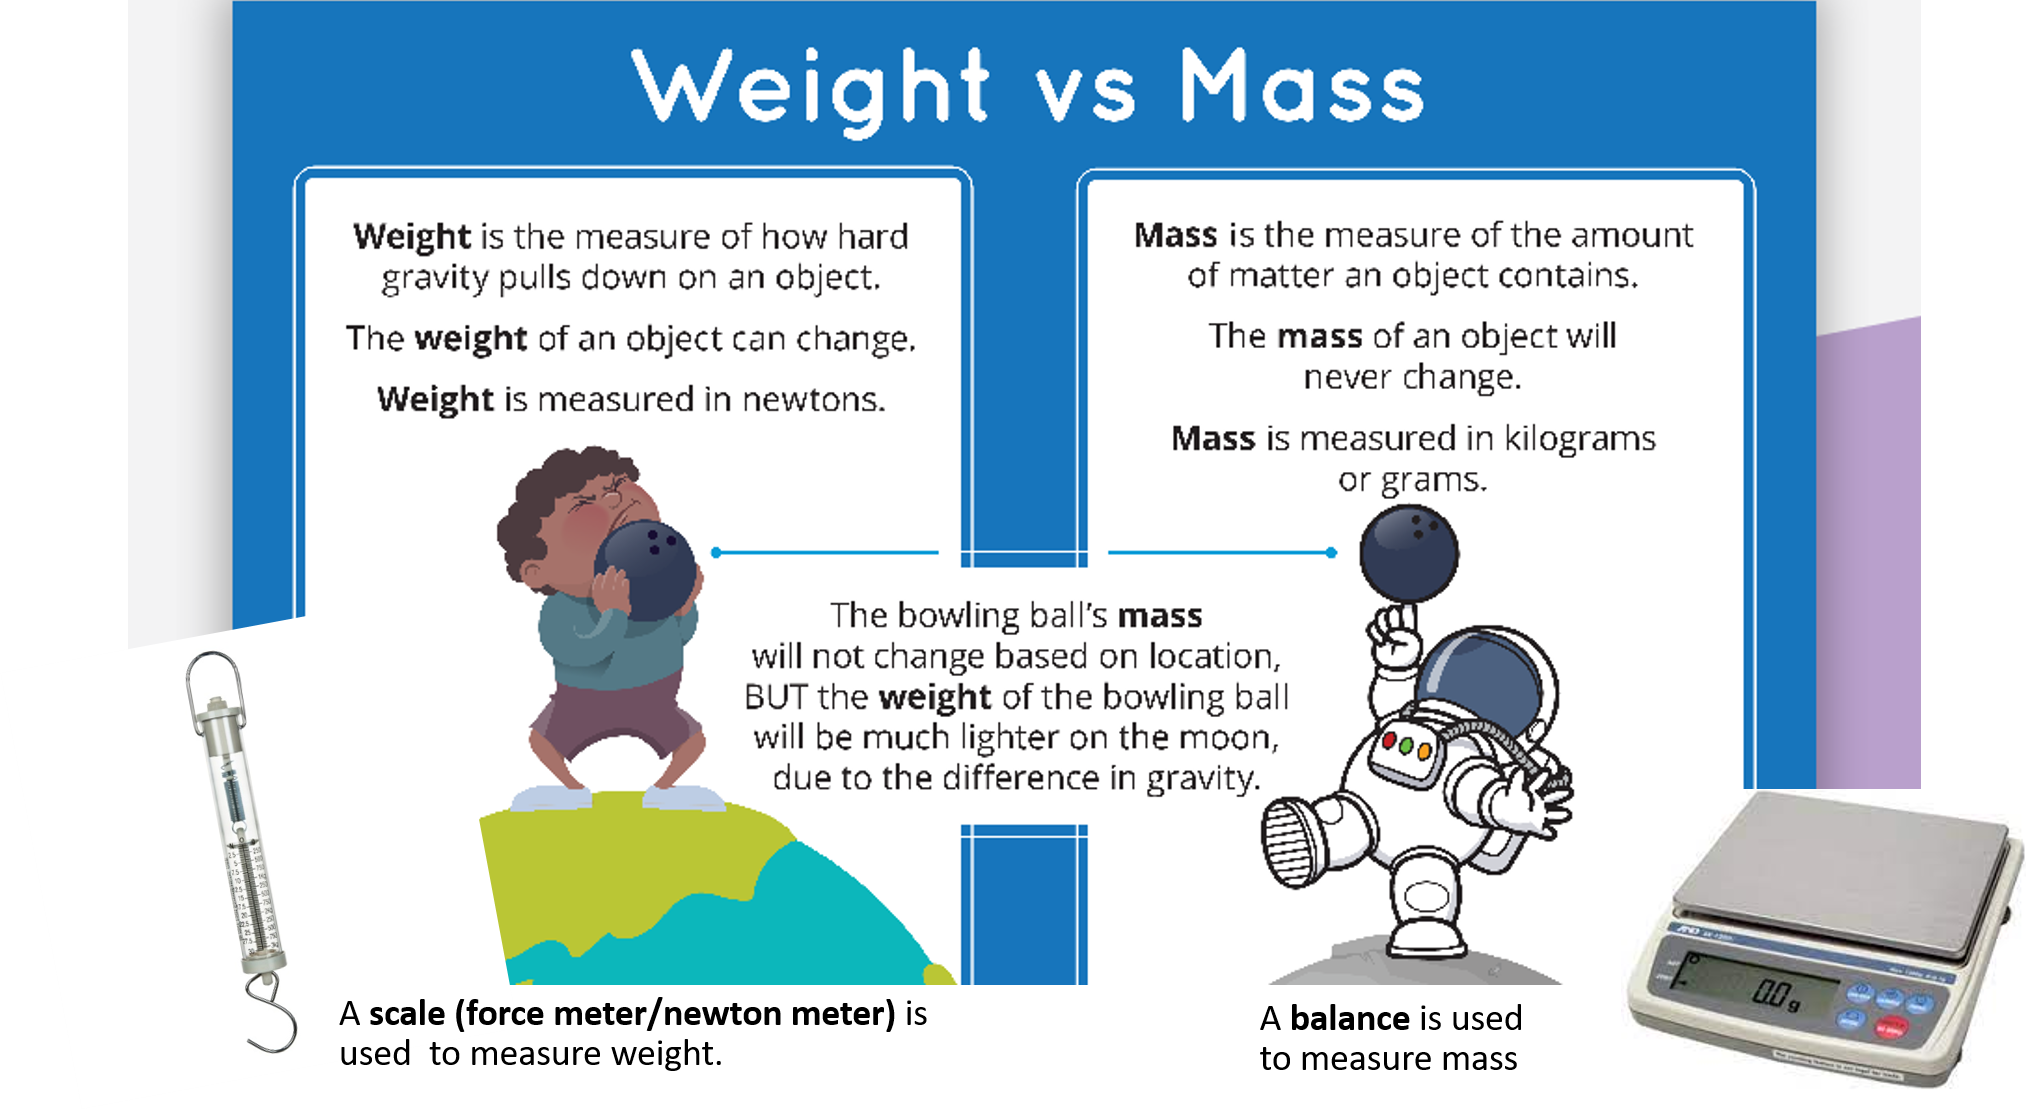 Weight vs Mass
Weight is the measure of how hard
gravity pulls down on an object.
The weight of an object can change.
Weight is measured in newtons.
Mass is the measure of the amount
of matter an object contains.
The mass of an object will
never change.
Mass is measured in kilograms
or grams.
The bowling ball's mass
will not change based on location,
BUT the weight of the bowling ball
will be much lighter on the moon,
due to the difference in gravity.
A scale (force meter/newton meter) is
used  to measure weight.
A balance is used
to measure mass
AND
0.0 g